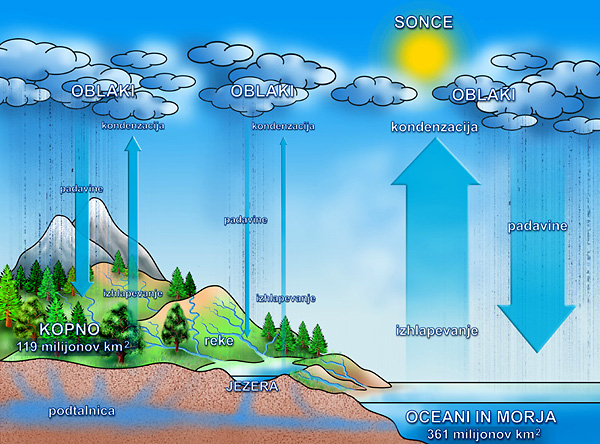 SONCE
OBLAKI
OBLAKI
OBLAKI
kondenzacija
kondenzacija
kondenzacija
padavine
padavine
padavine
izhlapevanje
izhlapevanje
izhlapevanje
KOPNO
119 milijonov km²
reke
JEZERA
podtalnica
OCEANI IN MORJA
361 milijonov km²